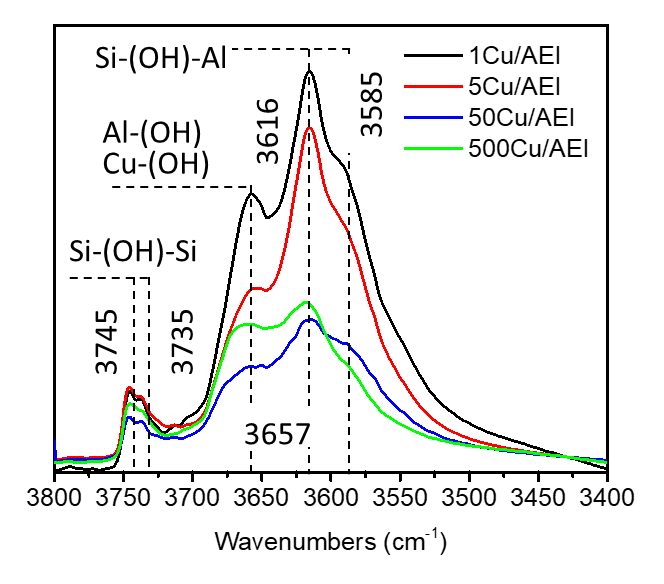 Si-(OH)-Al
1Cu/AEI
5Cu/AEI
50Cu/AEI
500Cu/AEI
3616
3585
Al-(OH)
Cu-(OH)
Si-(OH)-Si
3745
3735
3657
3800 3750 3700 3650 3600 3550 3500 3450 3400
Wavenumbers (cm⁻¹)